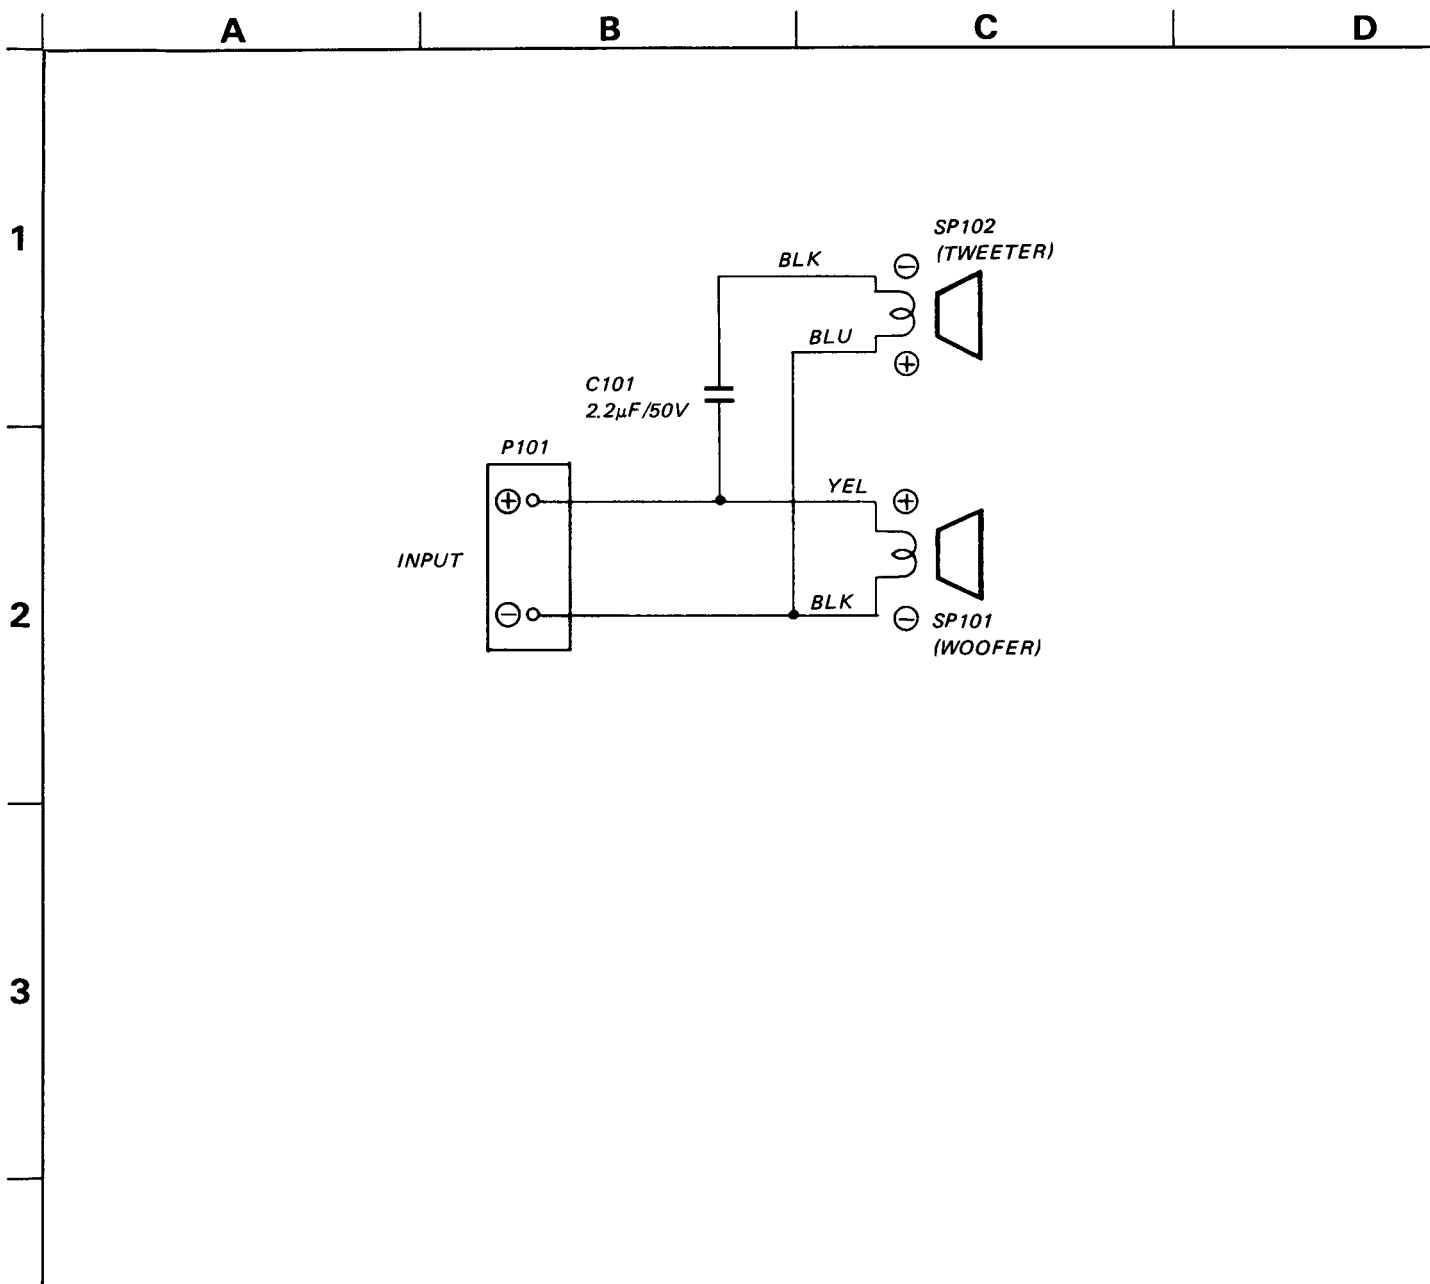 A B C D
1
SP102
(TWEETER)
BLK
BLU
C101
2.2µF/50V
P101
YEL
INPUT
2
BLK
SP101
(WOOFER)
3